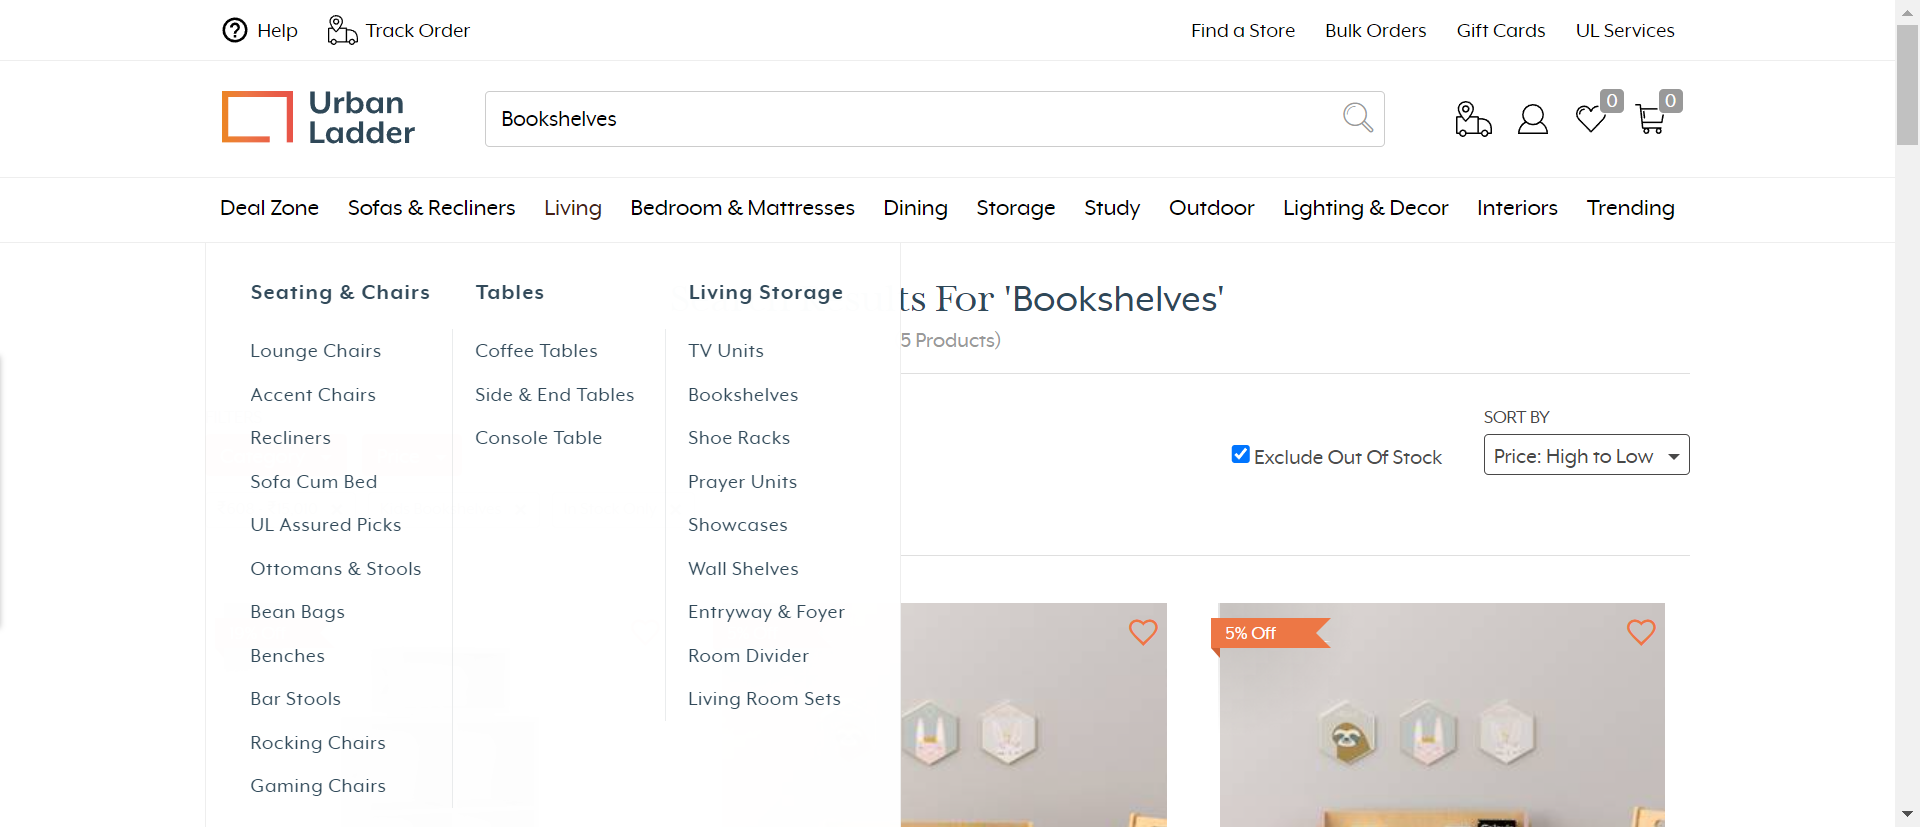 Help
Track Order
Find a Store
Bulk Orders
Gift Cards
UL Services
Urban
Ladder
Bookshelves
0
0
Deal Zone
Sofas & Recliners
Living
Bedroom & Mattresses
Dining
Storage
Study
Outdoor
Lighting & Decor
Interiors
Trending
Seating & Chairs
Lounge Chairs
Accent Chairs
Recliners
Sofa Cum Bed
UL Assured Picks
Ottomans & Stools
Bean Bags
Benches
Bar Stools
Rocking Chairs
Gaming Chairs
Tables
Coffee Tables
Side & End Tables
Console Table
Living Storage
TV Units
Bookshelves
Shoe Racks
Prayer Units
Showcases
Wall Shelves
Entryway & Foyer
Room Divider
Living Room Sets
ts For 'Bookshelves'
5 Products)
Exclude Out Of Stock
SORT BY
Price: High to Low
5% Off